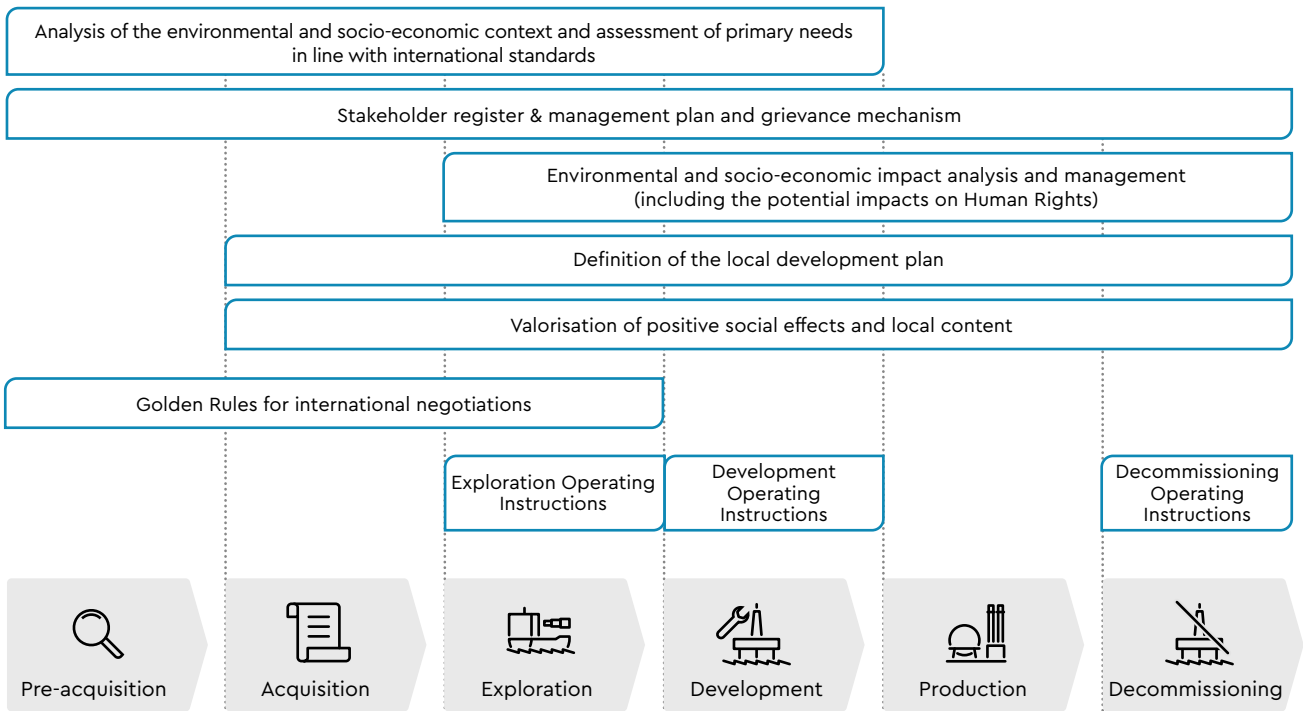 Analysis of the environmental and socio-economic context and assessment of primary needs
in line with international standards
Stakeholder register & management plan and grievance mechanism
Environmental and socio-economic impact analysis and management
(including the potential impacts on Human Rights)
Definition of the local development plan
Valorisation of positive social effects and local content
Golden Rules for international negotiations
Exploration Operating
Instructions
Development
Operating
Instructions
Decommissioning
Operating
Instructions
Pre-acquisition
Acquisition
Exploration
Development
Production
Decommissioning